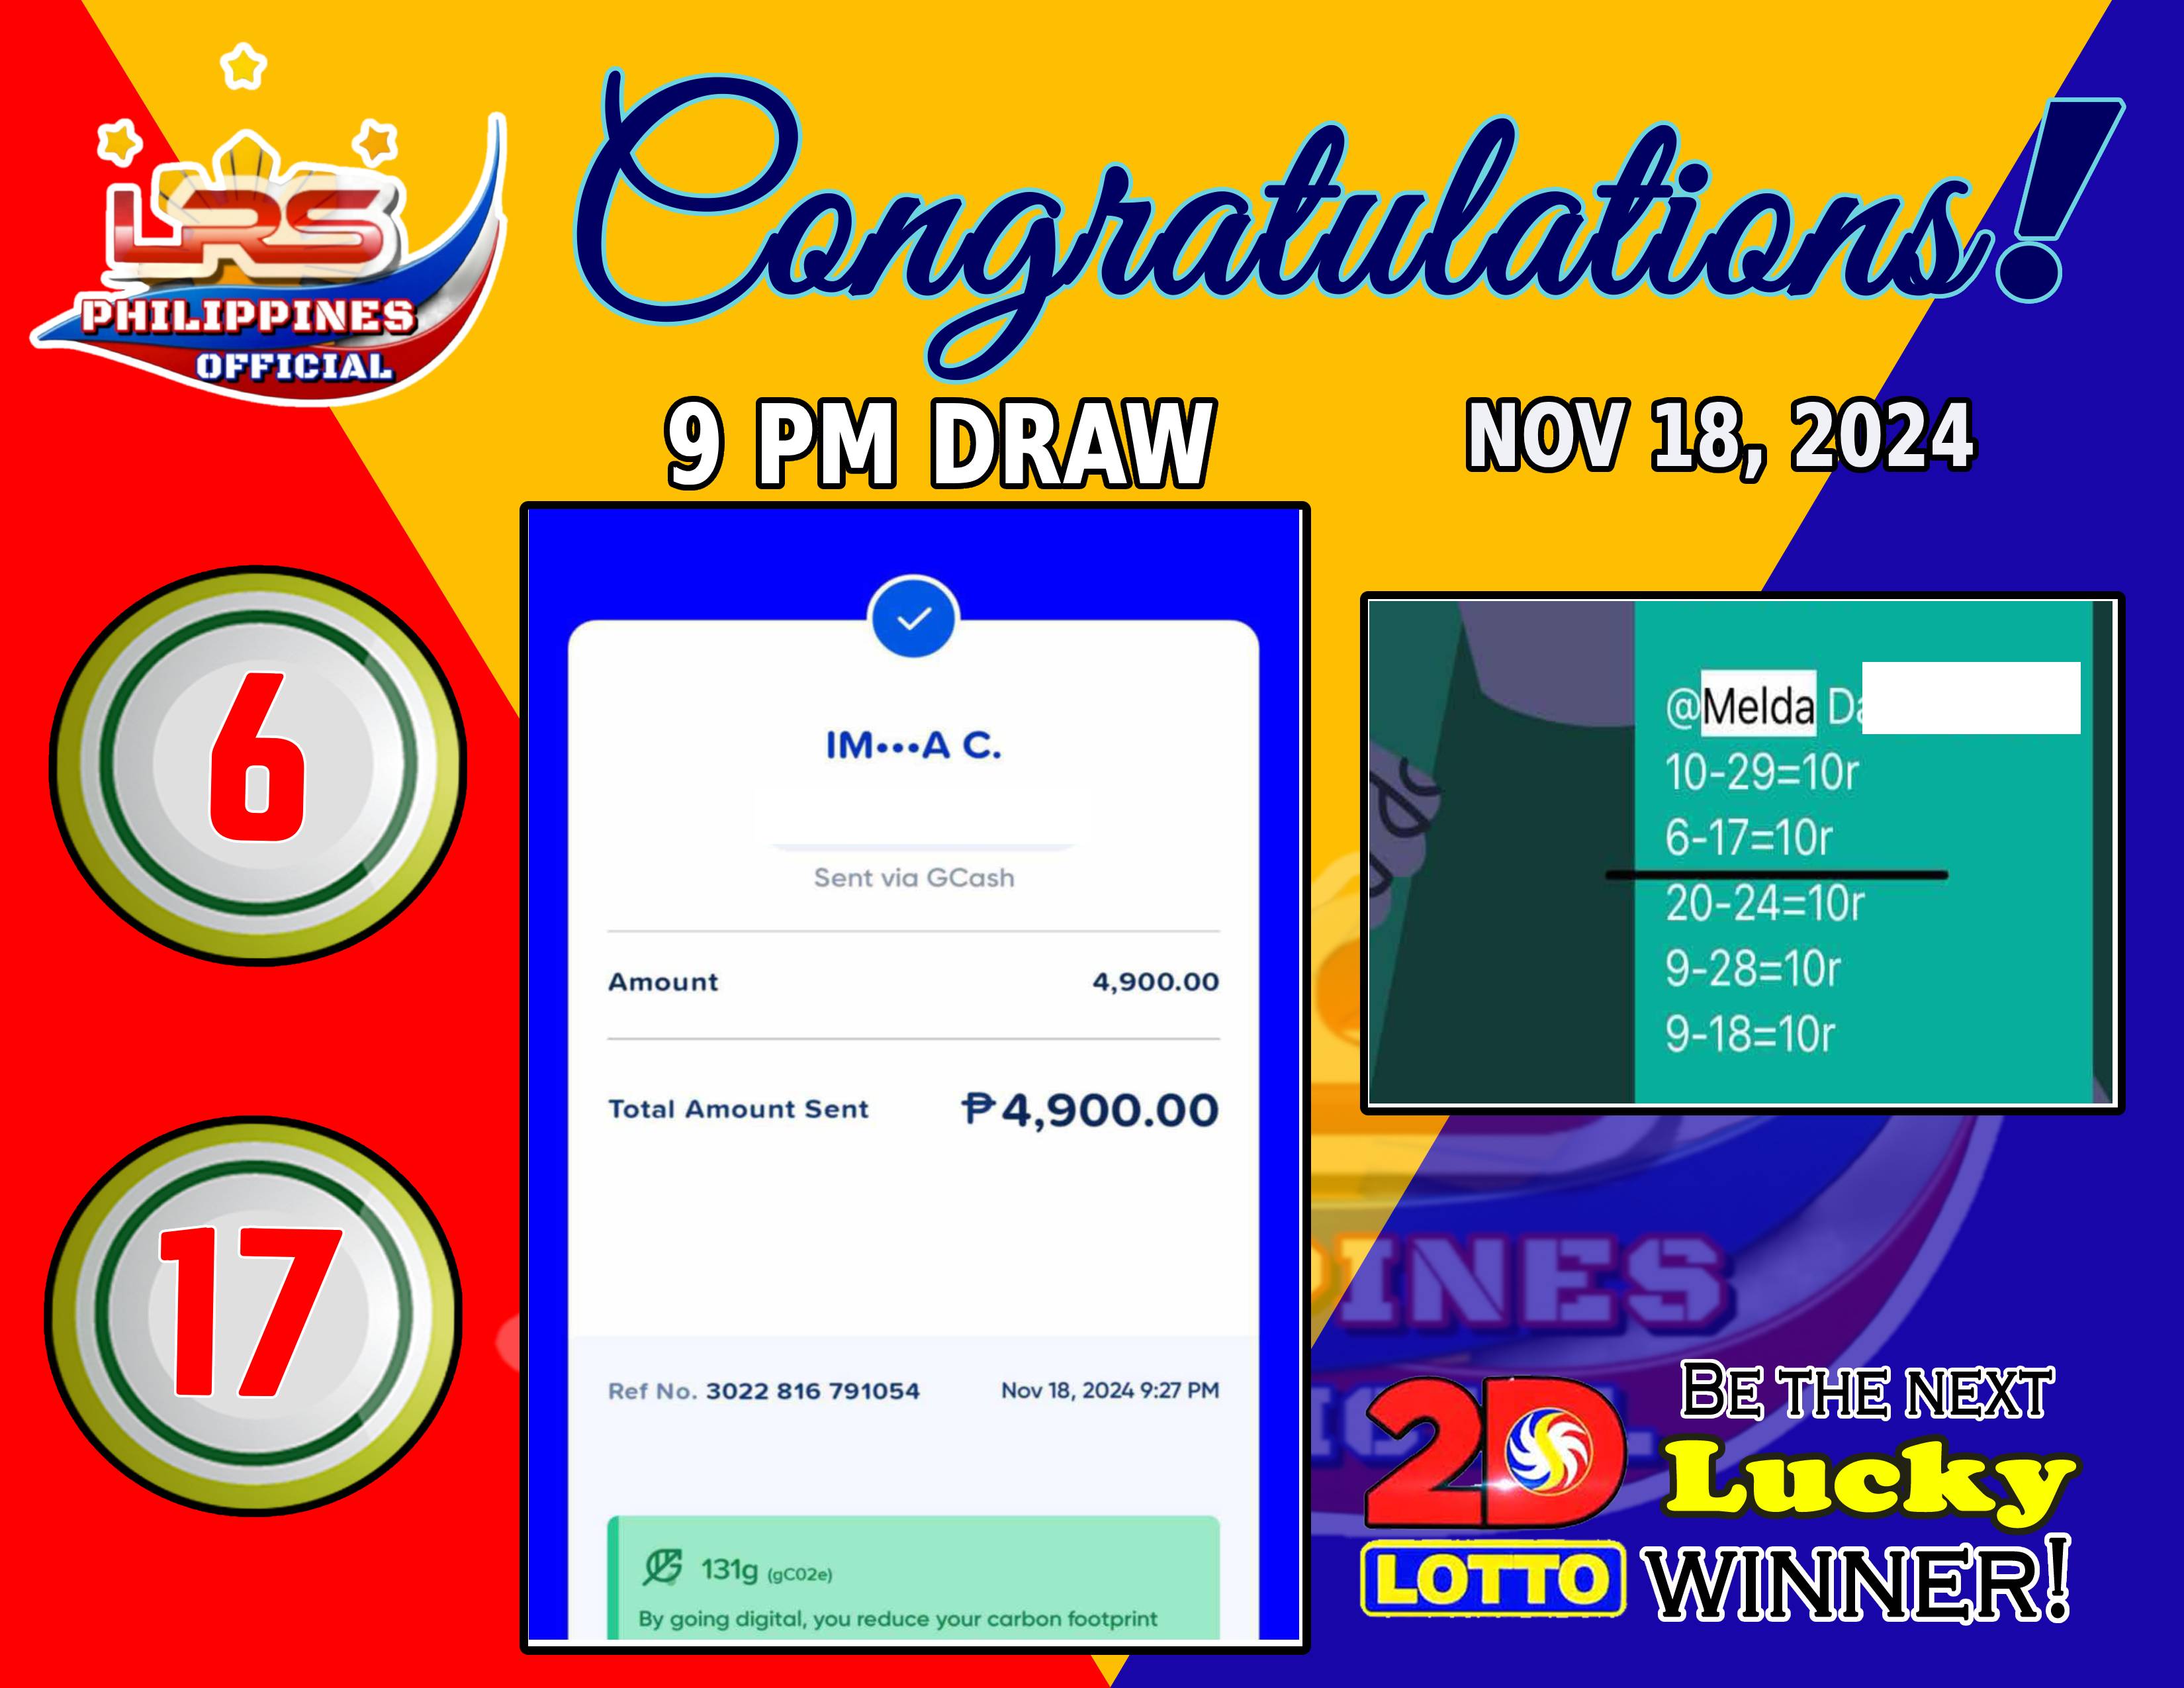 LRS
PHILIPPINES
OFFICIAL
Congratulations!
9 PM DRAW
NOV 18, 2024
6
17
IM•••A C.
Sent via GCash
Amount 4,900.00
Total Amount Sent ₱4,900.00
Ref No. 3022 816 791054 Nov 18, 2024 9:27 PM
131g (gC02e)
By going digital, you reduce your carbon footprint
@Melda Da
10-29=10r
6-17=10r
20-24=10r
9-28=10r
9-18=10r
PINES
2D
LOTTO
BE THE NEXT
Lucky
WINNER!